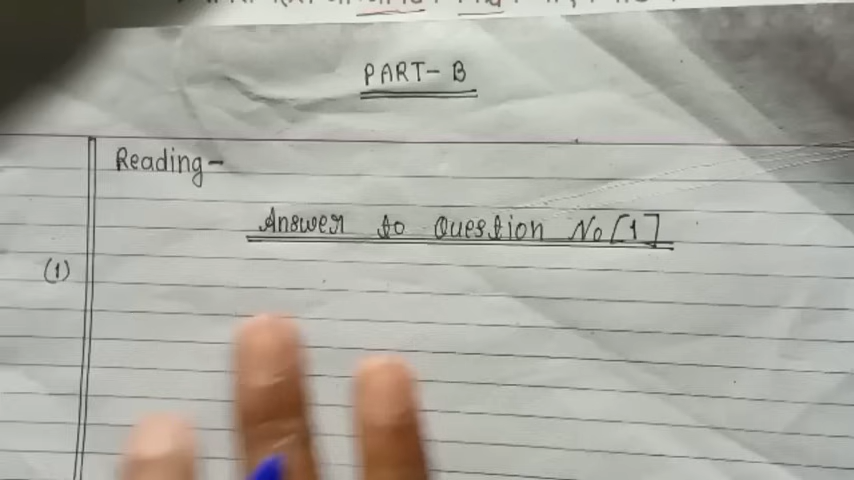 PART- B
Reading-
Answer to Question No [1]
(1)